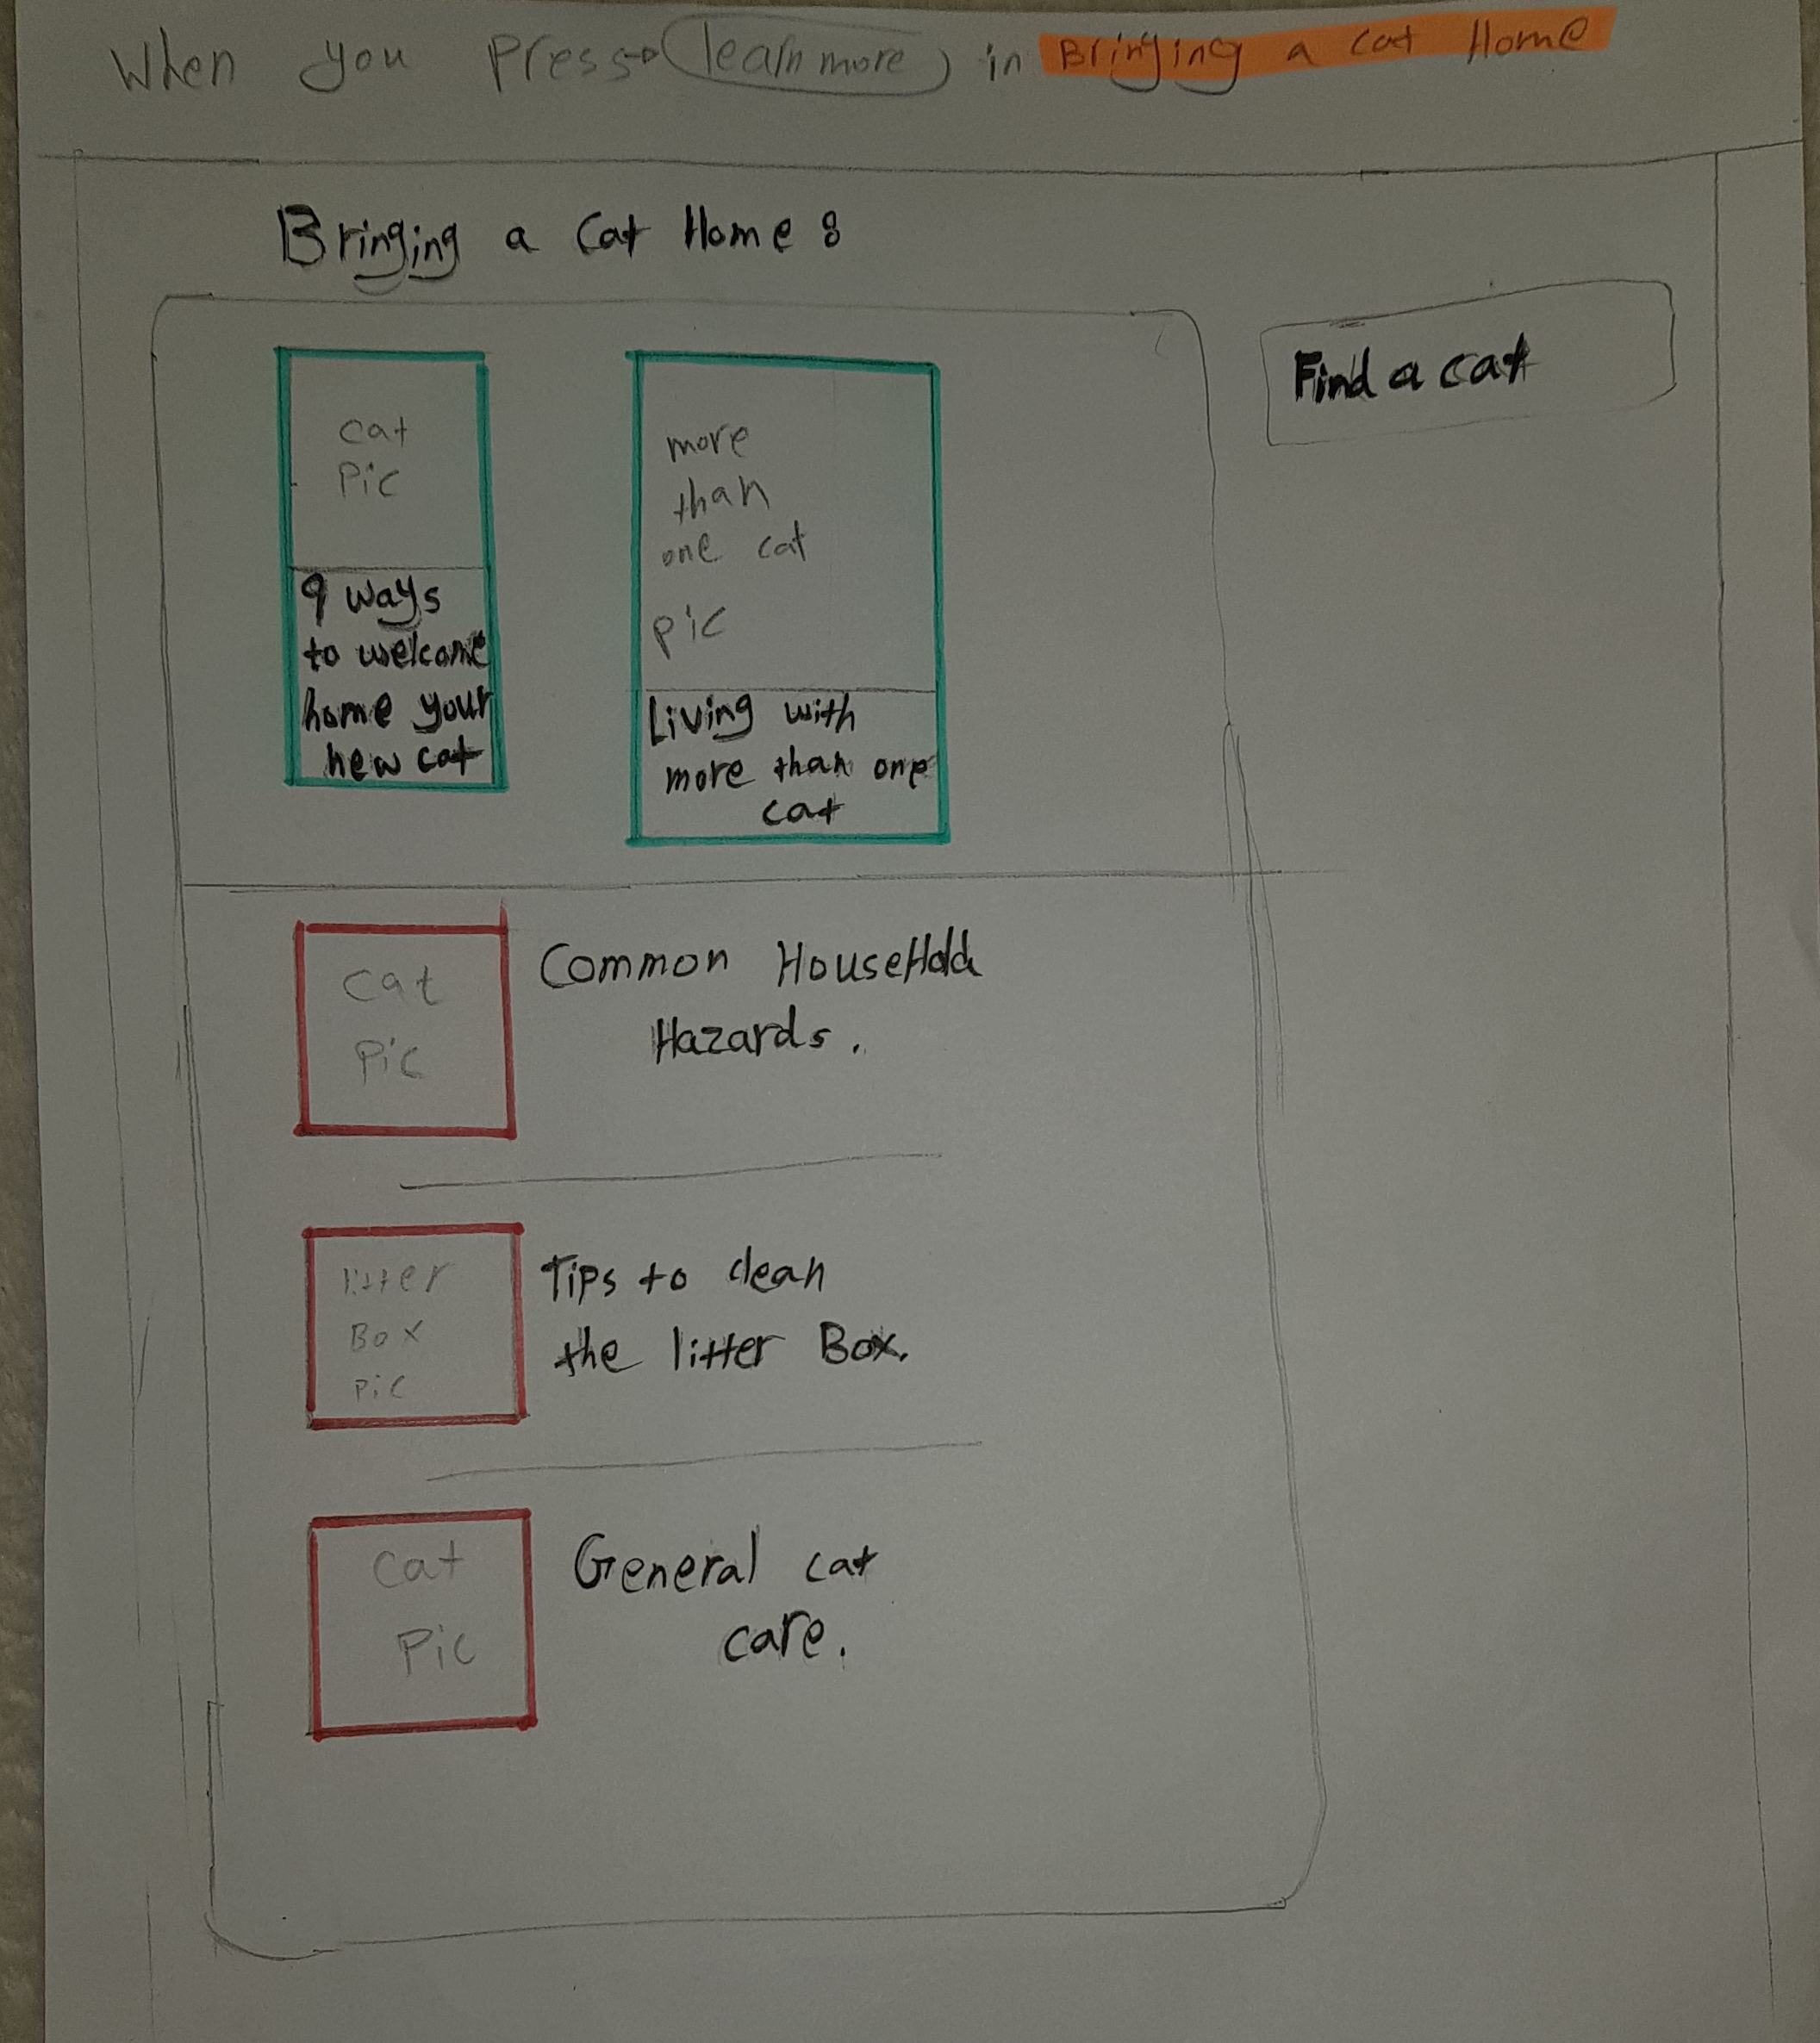 When you press → learn more in Bringing a cat Home
Bringing a Cat Home :
Find a cat
cat
Pic
9 ways
to welcome
home your
new cat
more
than
one cat
pic
Living with
more than one
cat
Cat
Pic
Common HouseHold
Hazards.
litter
Box
Pic
Tips to clean
the litter Box.
Cat
Pic
General cat
care.